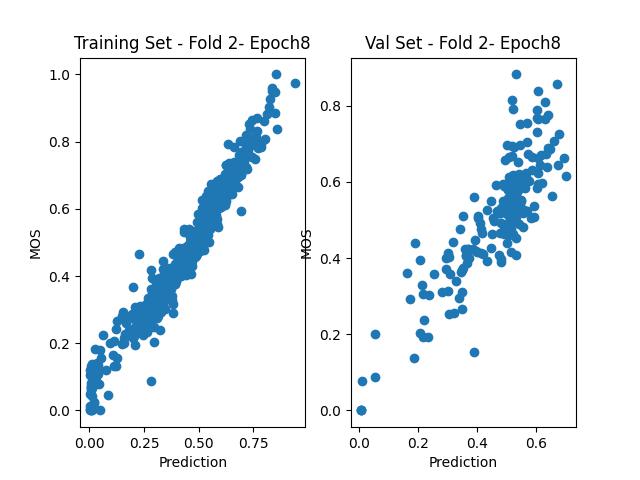 Training Set - Fold 2- Epoch8
Val Set - Fold 2- Epoch8
MOS
1.0
0.8
0.6
0.4
0.2
0.0
0.00 0.25 0.50 0.75
Prediction
MOS
0.8
0.6
0.4
0.2
0.0
0.0 0.2 0.4 0.6
Prediction